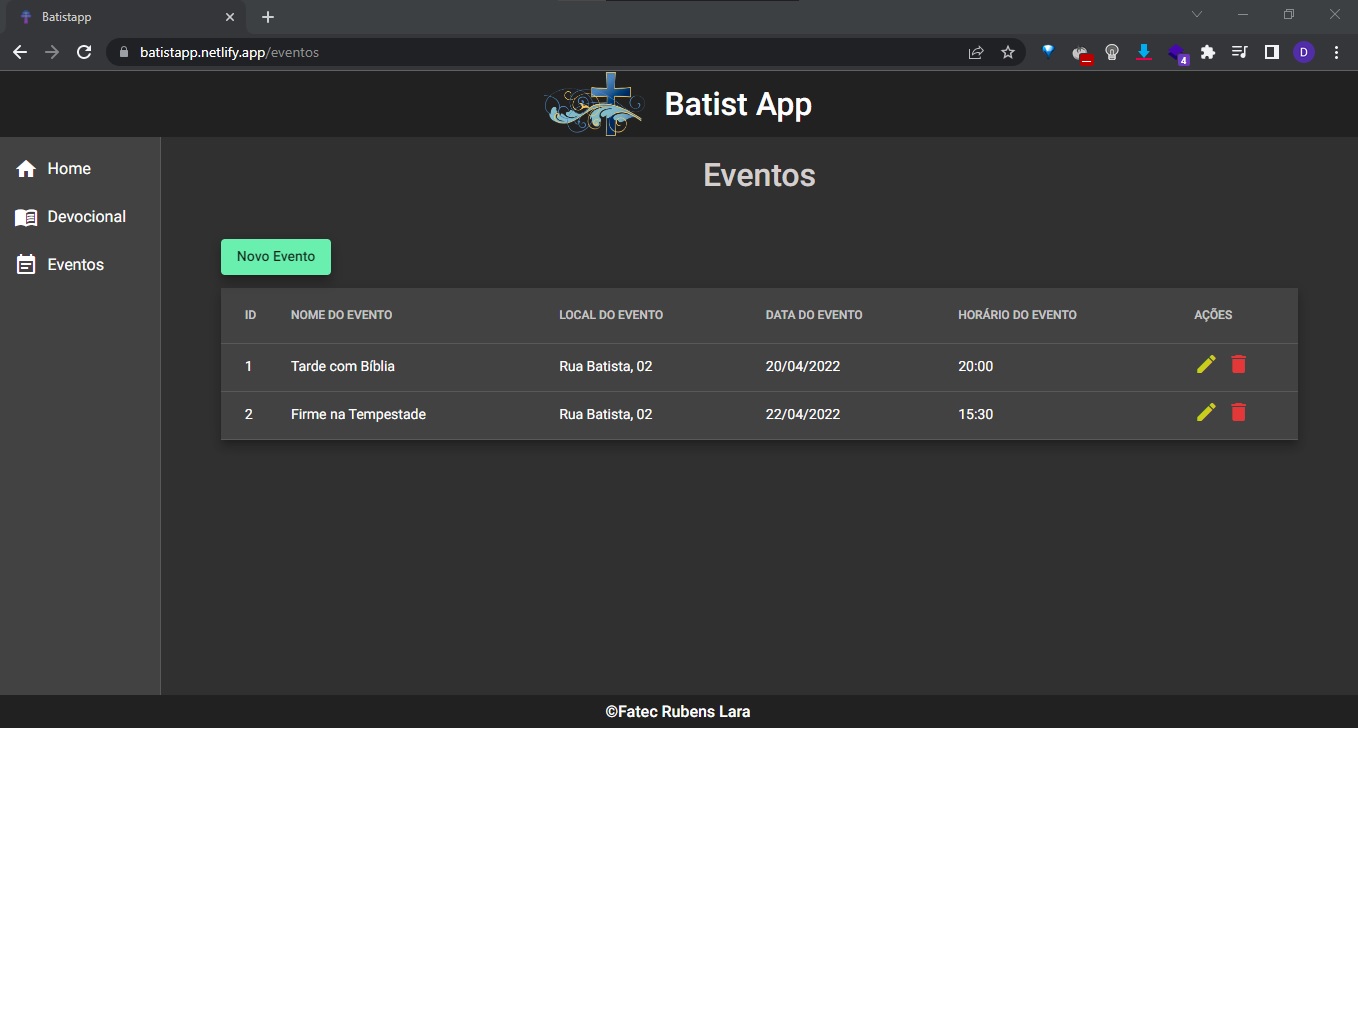 Batistapp
batistapp.netlify.app/eventos
4
D
Batist App
Home
Devocional
Eventos
Eventos
Novo Evento
ID NOME DO EVENTO LOCAL DO EVENTO DATA DO EVENTO HORÁRIO DO EVENTO AÇÕES
1 Tarde com Bíblia Rua Batista, 02 20/04/2022 20:00
2 Firme na Tempestade Rua Batista, 02 22/04/2022 15:30
©Fatec Rubens Lara